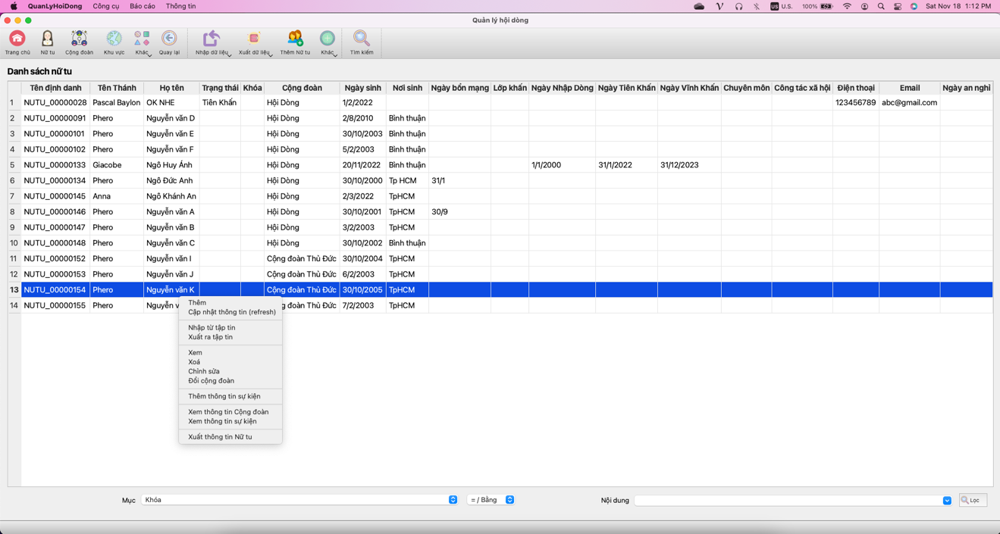 QuanLyHoiDong Công cụ Báo cáo Thông tin US U.S. 100% 62 Sat Nov 18 1:12 PM
Quản lý hội dòng
Trang chủ Nữ tu Cộng đoàn Khu vực Khác Quay lại Nhập dữ liệu Xuất dữ liệu Thêm Nữ tu Khác Tìm kiếm
Danh sách nữ tu
Tên định danh Tên Thánh Họ tên Trạng thái Khóa Cộng đoàn Ngày sinh Nơi sinh Ngày bổn mạng Lớp khấn Ngày Nhập Dòng Ngày Tiên Khấn Ngày Vĩnh Khấn Chuyên môn Công tác xã hội Điện thoại Email Ngày an nghỉ
1 NUTU_00000028 Pascal Baylon OK NHE Tiên Khấn Hội Dòng 1/2/2022 123456789 abc@gmail.com
2 NUTU_00000091 Phero Nguyễn văn D Hội Dòng 2/8/2010 Bình thuận
3 NUTU_00000101 Phero Nguyễn văn E Hội Dòng 30/10/2003 Bình thuận
4 NUTU_00000102 Phero Nguyễn văn F Hội Dòng 5/2/2003 Bình thuận
5 NUTU_00000133 Giacobe Ngô Huy Ánh Hội Dòng 20/11/2022 Bình thuận 1/1/2000 31/1/2022 31/12/2023
6 NUTU_00000134 Phero Ngô Đức Anh Hội Dòng 30/10/2000 Tp HCM 31/1
7 NUTU_00000145 Anna Ngô Khánh An Hội Dòng 2/3/2022 TpHCM
8 NUTU_00000146 Phero Nguyễn văn A Hội Dòng 30/10/2001 TpHCM 30/9
9 NUTU_00000147 Phero Nguyễn văn B Hội Dòng 3/2/2003 TpHCM
10 NUTU_00000148 Phero Nguyễn văn C Hội Dòng 30/10/2002 Bình thuận
11 NUTU_00000152 Phero Nguyễn văn I Cộng đoàn Thủ Đức 30/10/2004 TpHCM
12 NUTU_00000153 Phero Nguyễn văn J Cộng đoàn Thủ Đức 6/2/2003 TpHCM
13 NUTU_00000154 Phero Nguyễn văn K Cộng đoàn Thủ Đức 30/10/2005 TpHCM
14 NUTU_00000155 Phero Nguyễn v g đoàn Thủ Đức 7/2/2003 TpHCM
Thêm
Cập nhật thông tin (refresh)
Nhập từ tập tin
Xuất ra tập tin
Xem
Xoá
Chỉnh sửa
Đổi cộng đoàn
Thêm thông tin sự kiện
Xem thông tin Cộng đoàn
Xem thông tin sự kiện
Xuất thông tin Nữ tu
Mục Khóa = / Bằng Nội dung Lọc